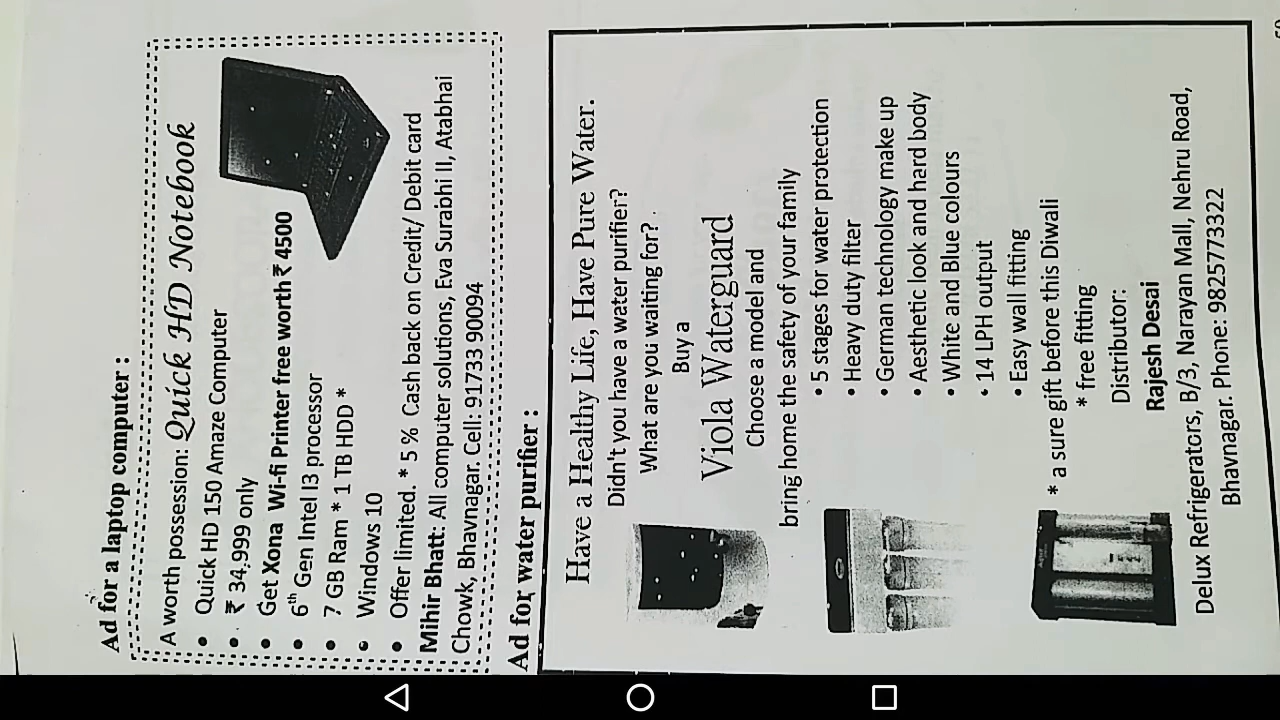 Ad for a laptop computer :
A worth possession: Quick HD Notebook
• Quick HD 150 Amaze Computer
• ₹ 34,999 only
• Get Xona Wi-fi Printer free worth ₹ 4500
• 6th Gen Intel I3 processor
• 7 GB Ram * 1 TB HDD *
• Windows 10
• Offer limited. * 5 % Cash back on Credit/ Debit card
Mihir Bhatt: All computer solutions, Eva Surabhi II, Atabhai
Chowk, Bhavnagar. Cell: 91733 90094
Ad for water purifier :
Have a Healthy Life, Have Pure Water.
Didn't you have a water purifier?
What are you waiting for?
Buy a
Viola Waterguard
Choose a model and
bring home the safety of your family
• 5 stages for water protection
• Heavy duty filter
• German technology make up
• Aesthetic look and hard body
• White and Blue colours
• 14 LPH output
• Easy wall fitting
* a sure gift before this Diwali
* free fitting
Distributor:
Rajesh Desai
Delux Refrigerators, B/3, Narayan Mall, Nehru Road,
Bhavnagar. Phone: 9825773322